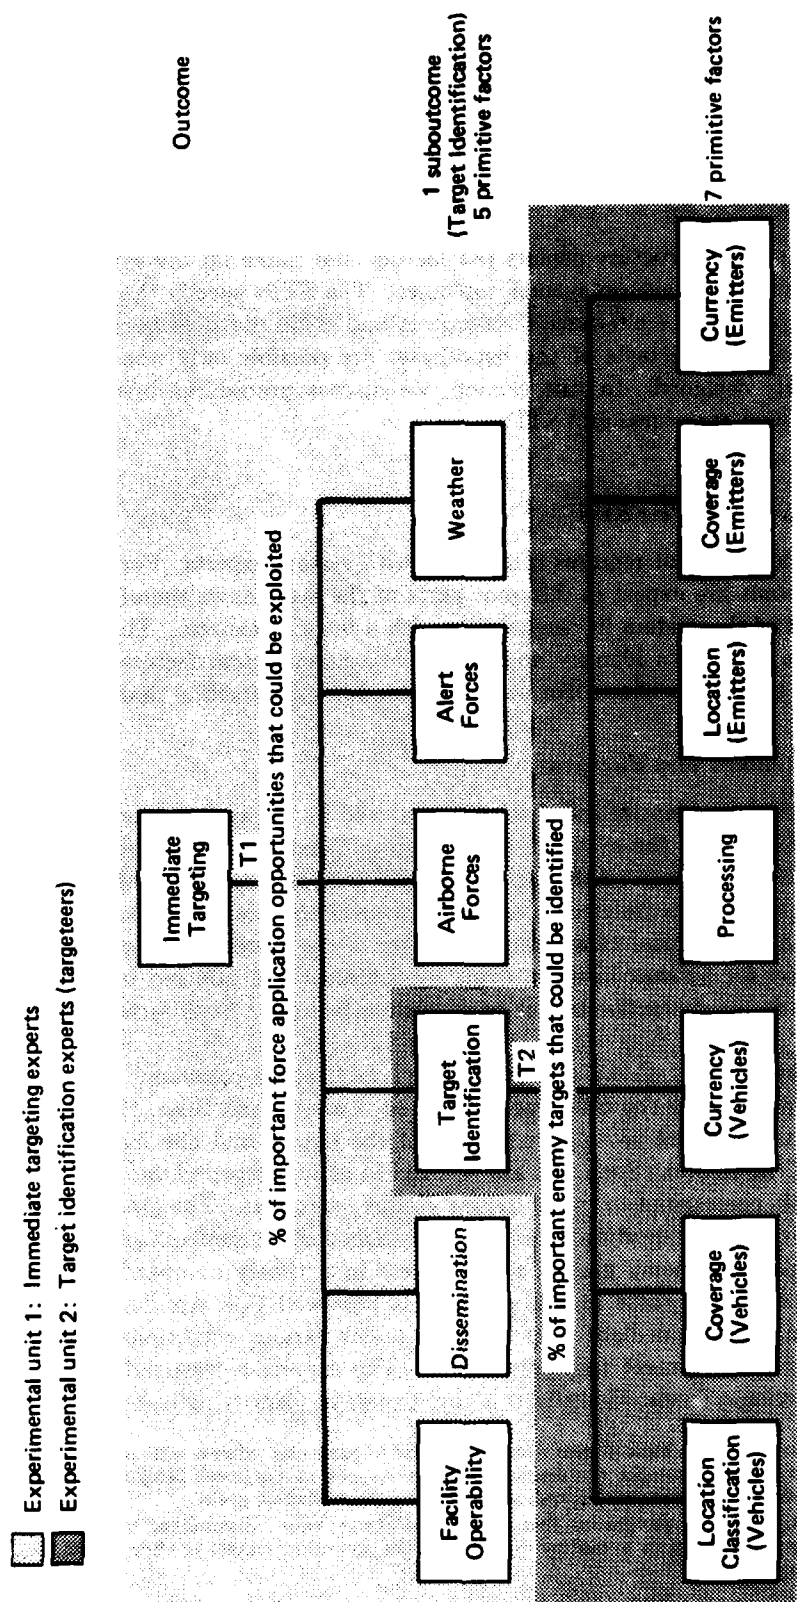 Experimental unit 1: Immediate targeting experts
Experimental unit 2: Target identification experts (targeteers)
Outcome
Immediate
Targeting
T1
% of important force application opportunities that could be exploited
1 suboutcome
(Target Identification)
5 primitive factors
Facility
Operability
Dissemination
Target
Identification
Airborne
Forces
Alert
Forces
Weather
T2
% of important enemy targets that could be identified
7 primitive factors
Location
Classification
(Vehicles)
Coverage
(Vehicles)
Currency
(Vehicles)
Processing
Location
(Emitters)
Coverage
(Emitters)
Currency
(Emitters)